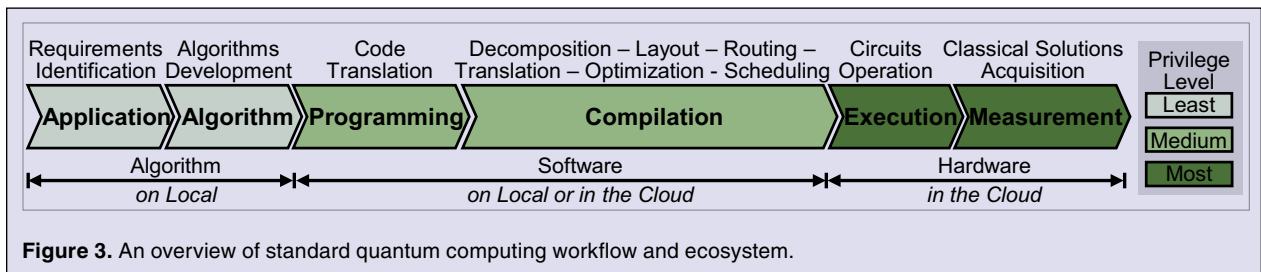 Requirements
Identification
Algorithms
Development
Code
Translation
Decomposition – Layout – Routing –
Translation – Optimization - Scheduling
Circuits
Operation
Classical Solutions
Acquisition
Application
Algorithm
Programming
Compilation
Execution
Measurement
Algorithm
on Local
Software
on Local or in the Cloud
Hardware
in the Cloud
Privilege
Level
Least
Medium
Most
Figure 3. An overview of standard quantum computing workflow and ecosystem.